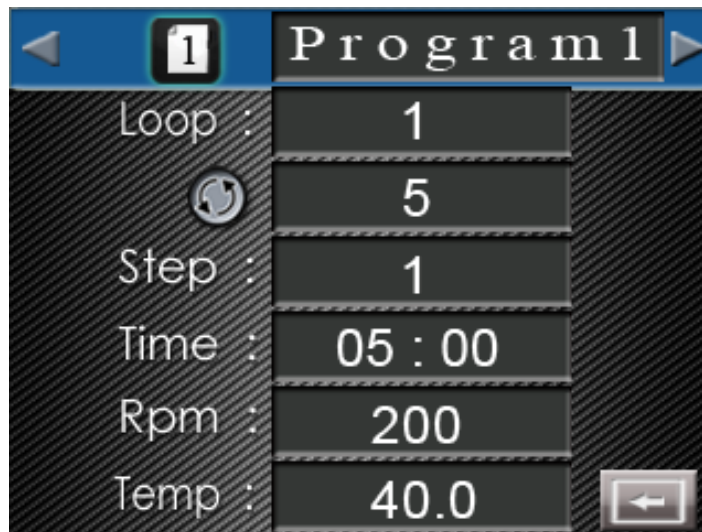 1 Program1
Loop : 1
5
Step : 1
Time : 05 : 00
Rpm : 200
Temp : 40.0